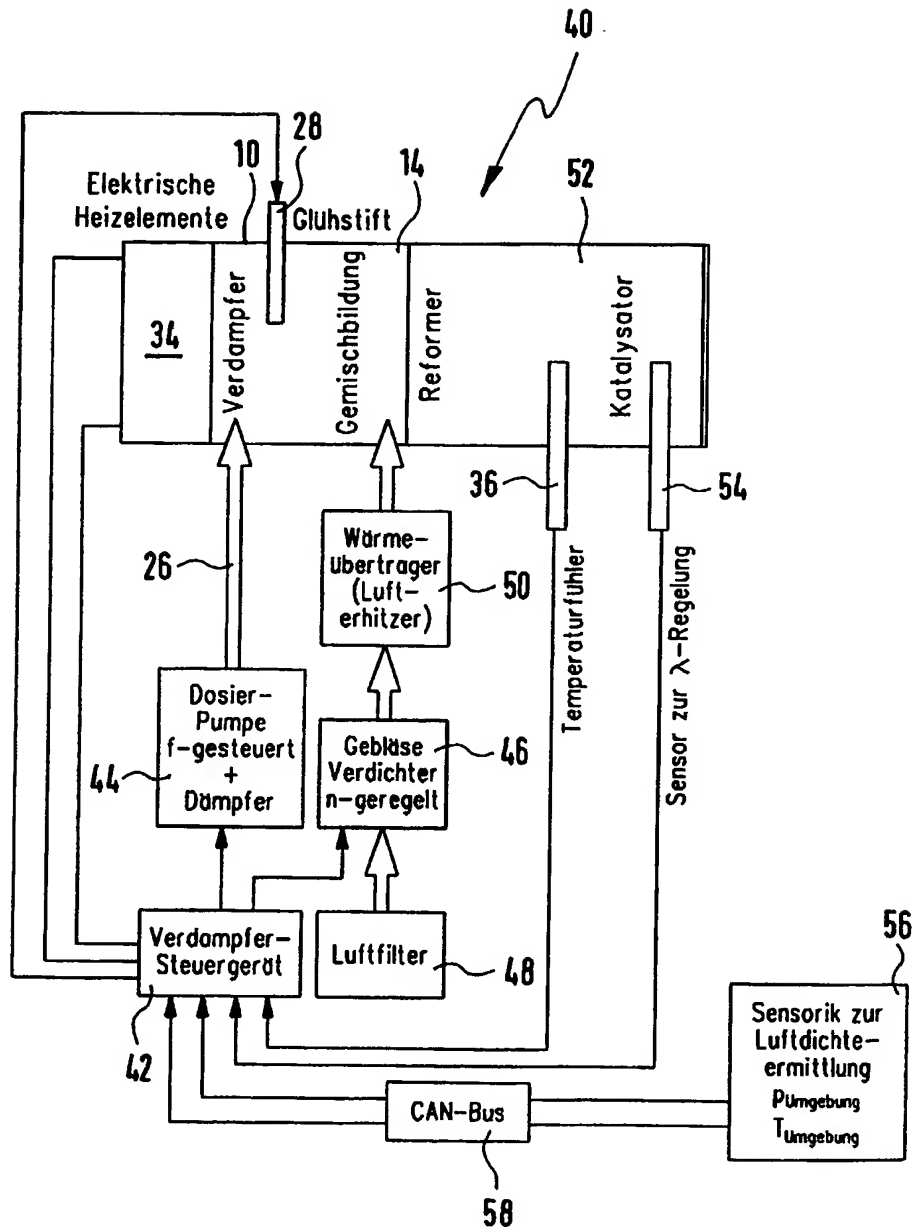 40
28
10
14
52
Elektrische
Heizelemente
Glühstift
34
Verdampfer
Gemischbildung
Reformer
Katalysator
36
54
26
Wärme-
übertrager
(Luft-
erhitzer)
50
Temperaturfühler
Sensor zur λ-Regelung
Dosier-
Pumpe
f-gesteuert
+
Dämpfer
44
Gebläse
Verdichter
n-geregelt
46
Verdampfer-
Steuergerät
42
Luftfilter
48
56
Sensorik zur
Luftdichte-
ermittlung
pUmgebung
TUmgebung
CAN-Bus
58